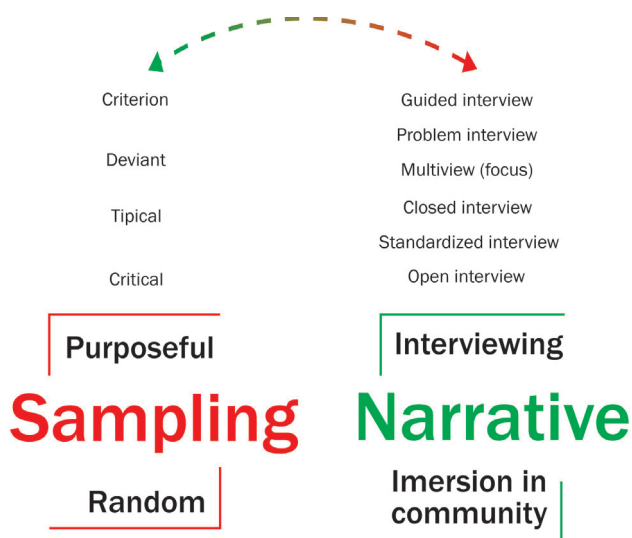 Criterion
Deviant
Tipical
Critical
Purposeful
Sampling
Random
Guided interview
Problem interview
Multiview (focus)
Closed interview
Standardized interview
Open interview
Interviewing
Narrative
Imersion in
community